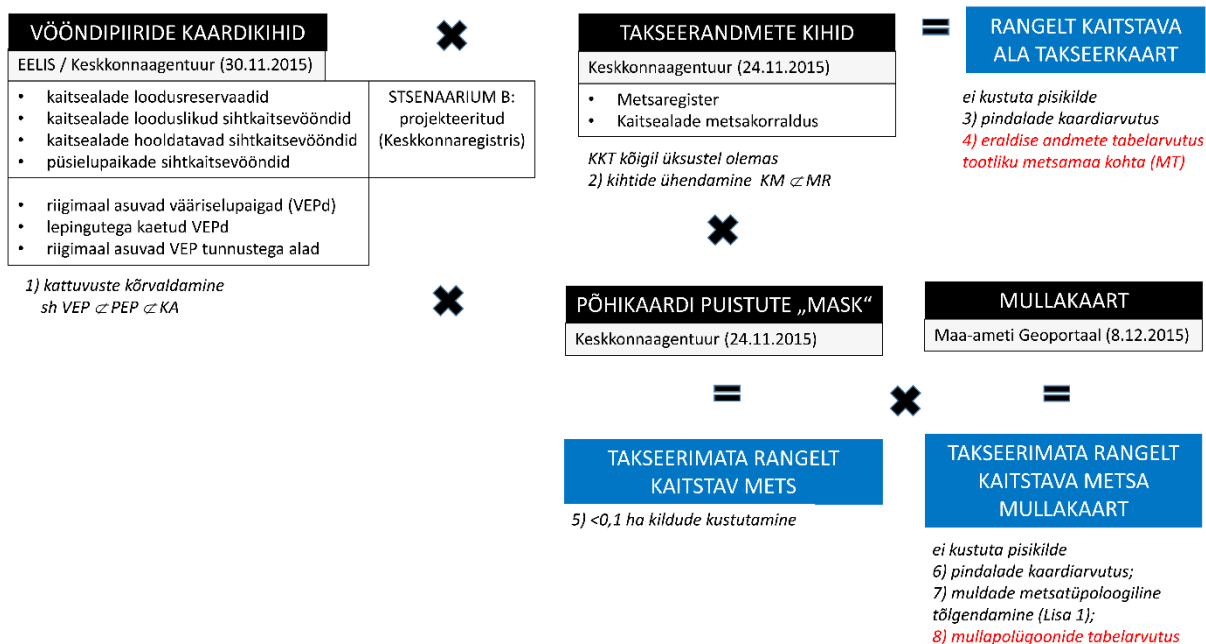 VÖÖNDIPIIRIDE KAARDIKIHID
EELIS / Keskkonnaagentuur (30.11.2015)
• kaitsealade loodusreservaadid
• kaitsealade looduslikud sihtkaitsevööndid
• kaitsealade hooldatavad sihtkaitsevööndid
• püsielupaikade sihtkaitsevööndid
STSENAARIUM B:
projekteeritud
(Keskkonnaregistris)
• riigimaal asuvad vääriselupaigad (VEPd)
• lepingutega kaetud VEPd
• riigimaal asuvad VEP tunnustega alad
1) kattuvuste kõrvaldamine
sh VEP ⊄ PEP ⊄ KA
TAKSEERANDMETE KIHID
Keskkonnaagentuur (24.11.2015)
• Metsaregister
• Kaitsealade metsakorraldus
KKT kõigil üksustel olemas
2) kihtide ühendamine KM ⊄ MR
=
RANGELT KAITSTAVA
ALA TAKSEERKAART
ei kustuta pisikilde
3) pindalade kaardiarvutus
4) eraldise andmete tabelarvutus
tootliku metsamaa kohta (MT)
PÕHIKAARDI PUISTUTE „MASK“
Keskkonnaagentuur (24.11.2015)
MULLAKAART
Maa-ameti Geoportaal (8.12.2015)
= =
TAKSEERIMATA RANGELT
KAITSTAV METS
5) <0,1 ha kildude kustutamine
TAKSEERIMATA RANGELT
KAITSTAVA METSA
MULLAKAART
ei kustuta pisikilde
6) pindalade kaardiarvutus;
7) muldade metsatüpoloogiline
tõlgendamine (Lisa 1);
8) mullapolügoonide tabelarvutus